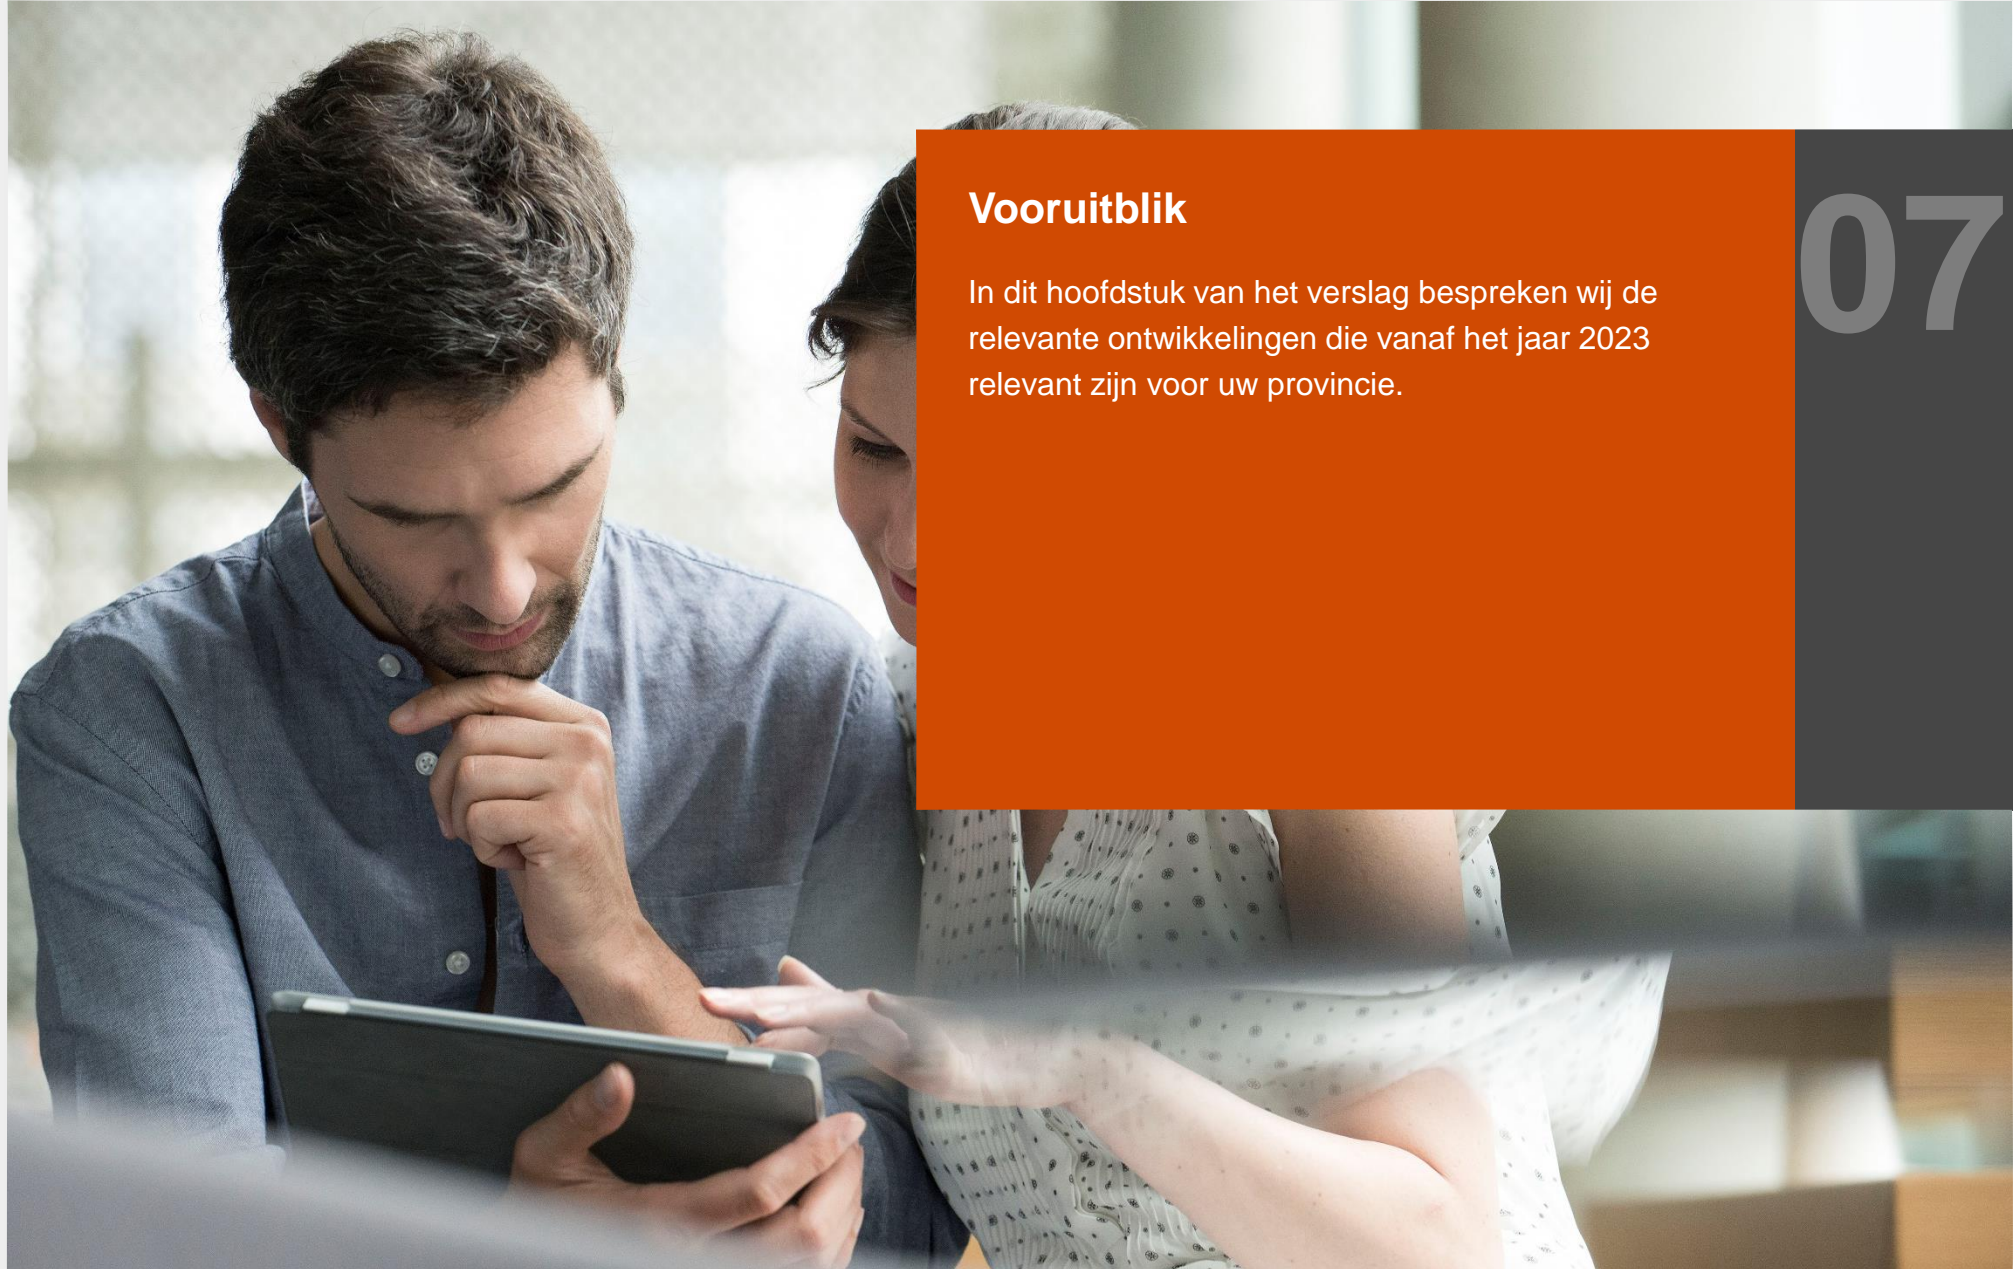 Vooruitblik
07
In dit hoofdstuk van het verslag bespreken wij de
relevante ontwikkelingen die vanaf het jaar 2023
relevant zijn voor uw provincie.